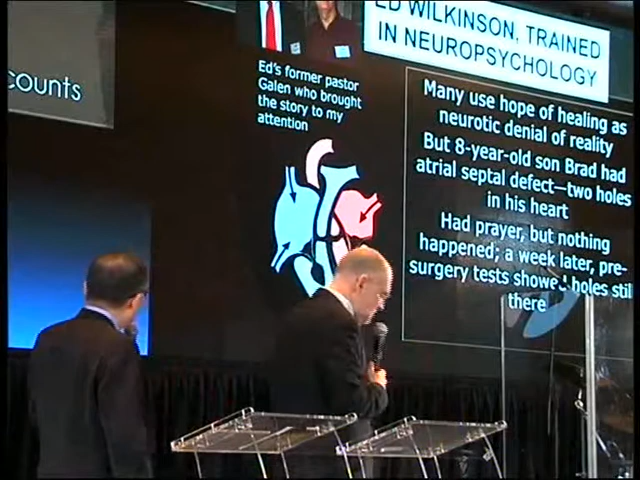 ED WILKINSON, TRAINED
IN NEUROPSYCHOLOGY
Ed's former pastor
Galen who brought
the story to my
attention
counts
Many use hope of healing as
neurotic denial of reality
But 8-year-old son Brad had
atrial septal defect—two holes
in his heart
Had prayer, but nothing
happened; a week later, pre-
surgery tests showed holes still
there